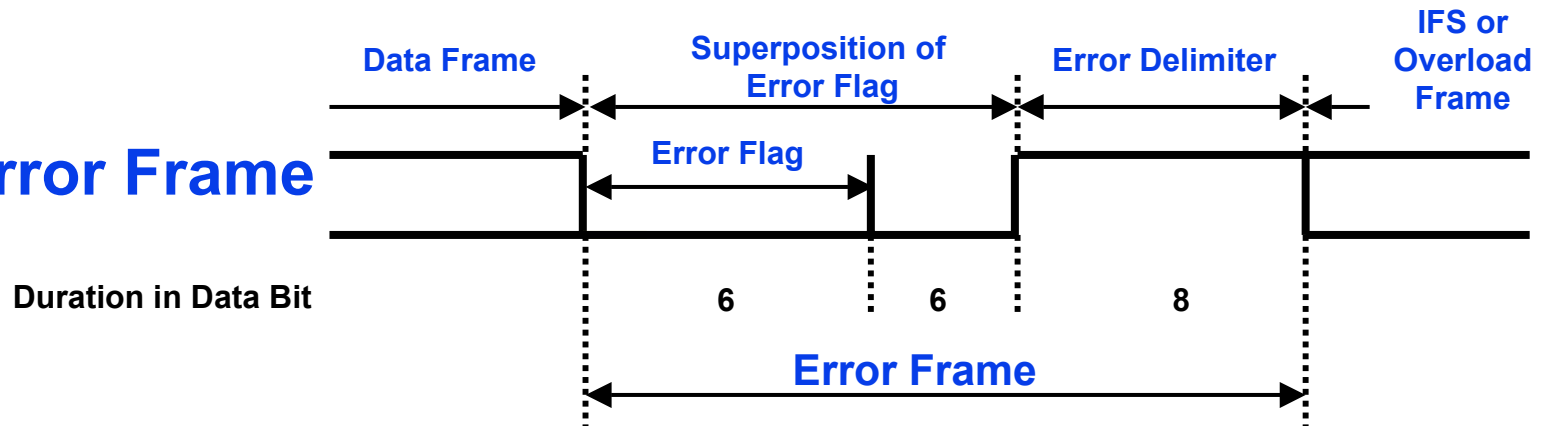 IFS or
Overload
Frame
Data Frame
Superposition of
Error Flag
Error Delimiter
Error Flag
rror Frame
Duration in Data Bit
6
6
8
Error Frame